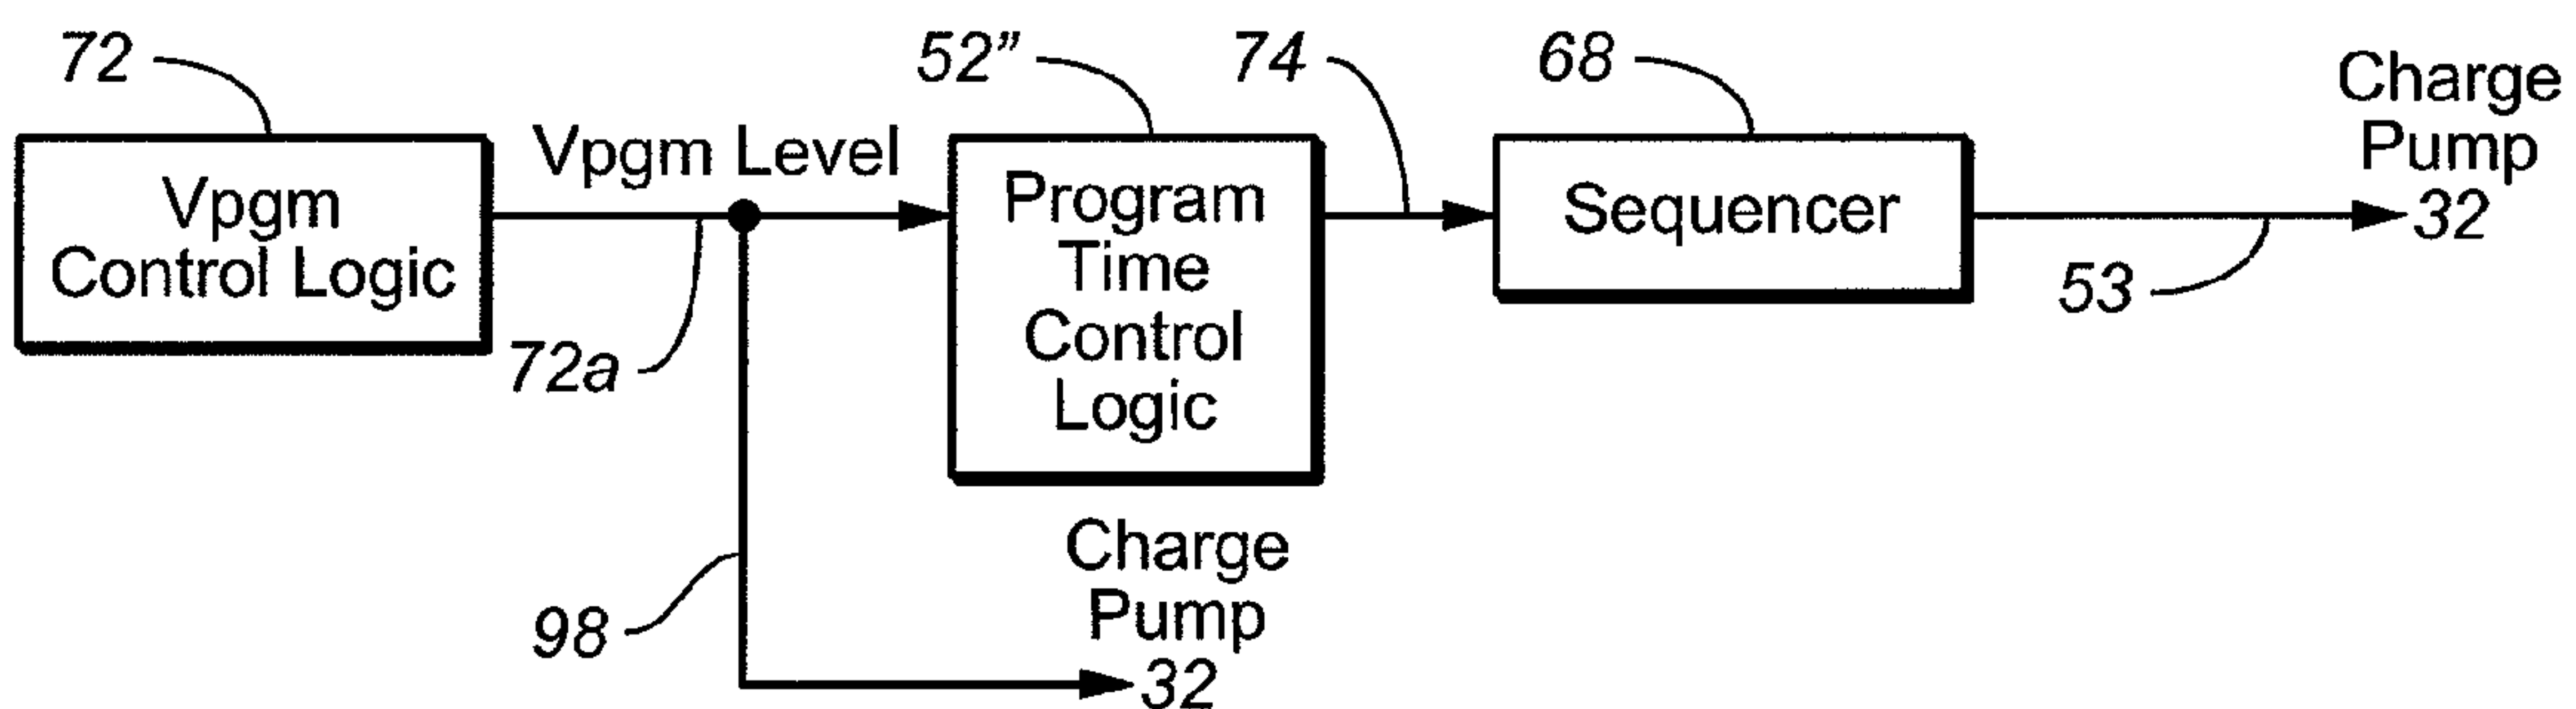 72
52”
74
68
Charge
Pump
32
Vpgm
Control Logic
Vpgm Level
Program
Time
Control
Logic
Sequencer
72a
53
98
Charge
Pump
32